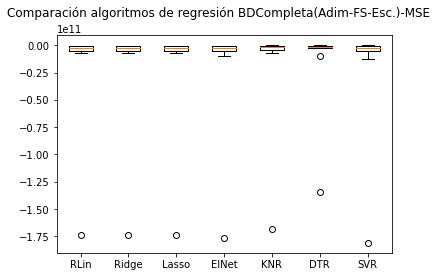 Comparación algoritmos de regresión BDCompleta(Adim-FS-Esc.)-MSE
1e11
0.00
−0.25
−0.50
−0.75
−1.00
−1.25
−1.50
−1.75
RLin Ridge Lasso ElNet KNR DTR SVR